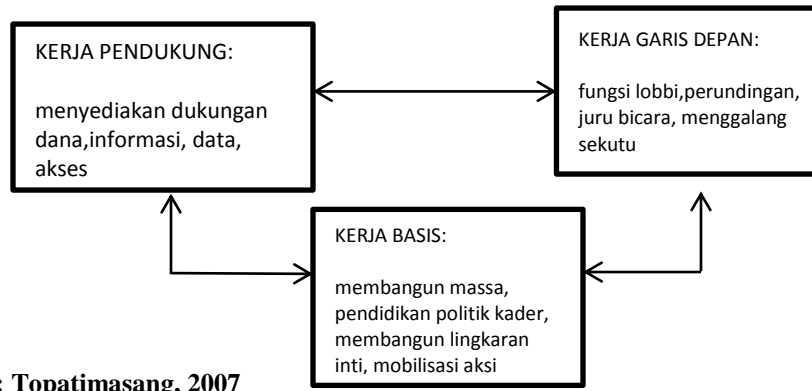 KERJA PENDUKUNG:
menyediakan dukungan
dana,informasi, data,
akses
KERJA GARIS DEPAN:
fungsi lobbi,perundingan,
juru bicara, menggalang
sekutu
KERJA BASIS:
membangun massa,
pendidikan politik kader,
membangun lingkaran
inti, mobilisasi aksi
: Topatimasang, 2007